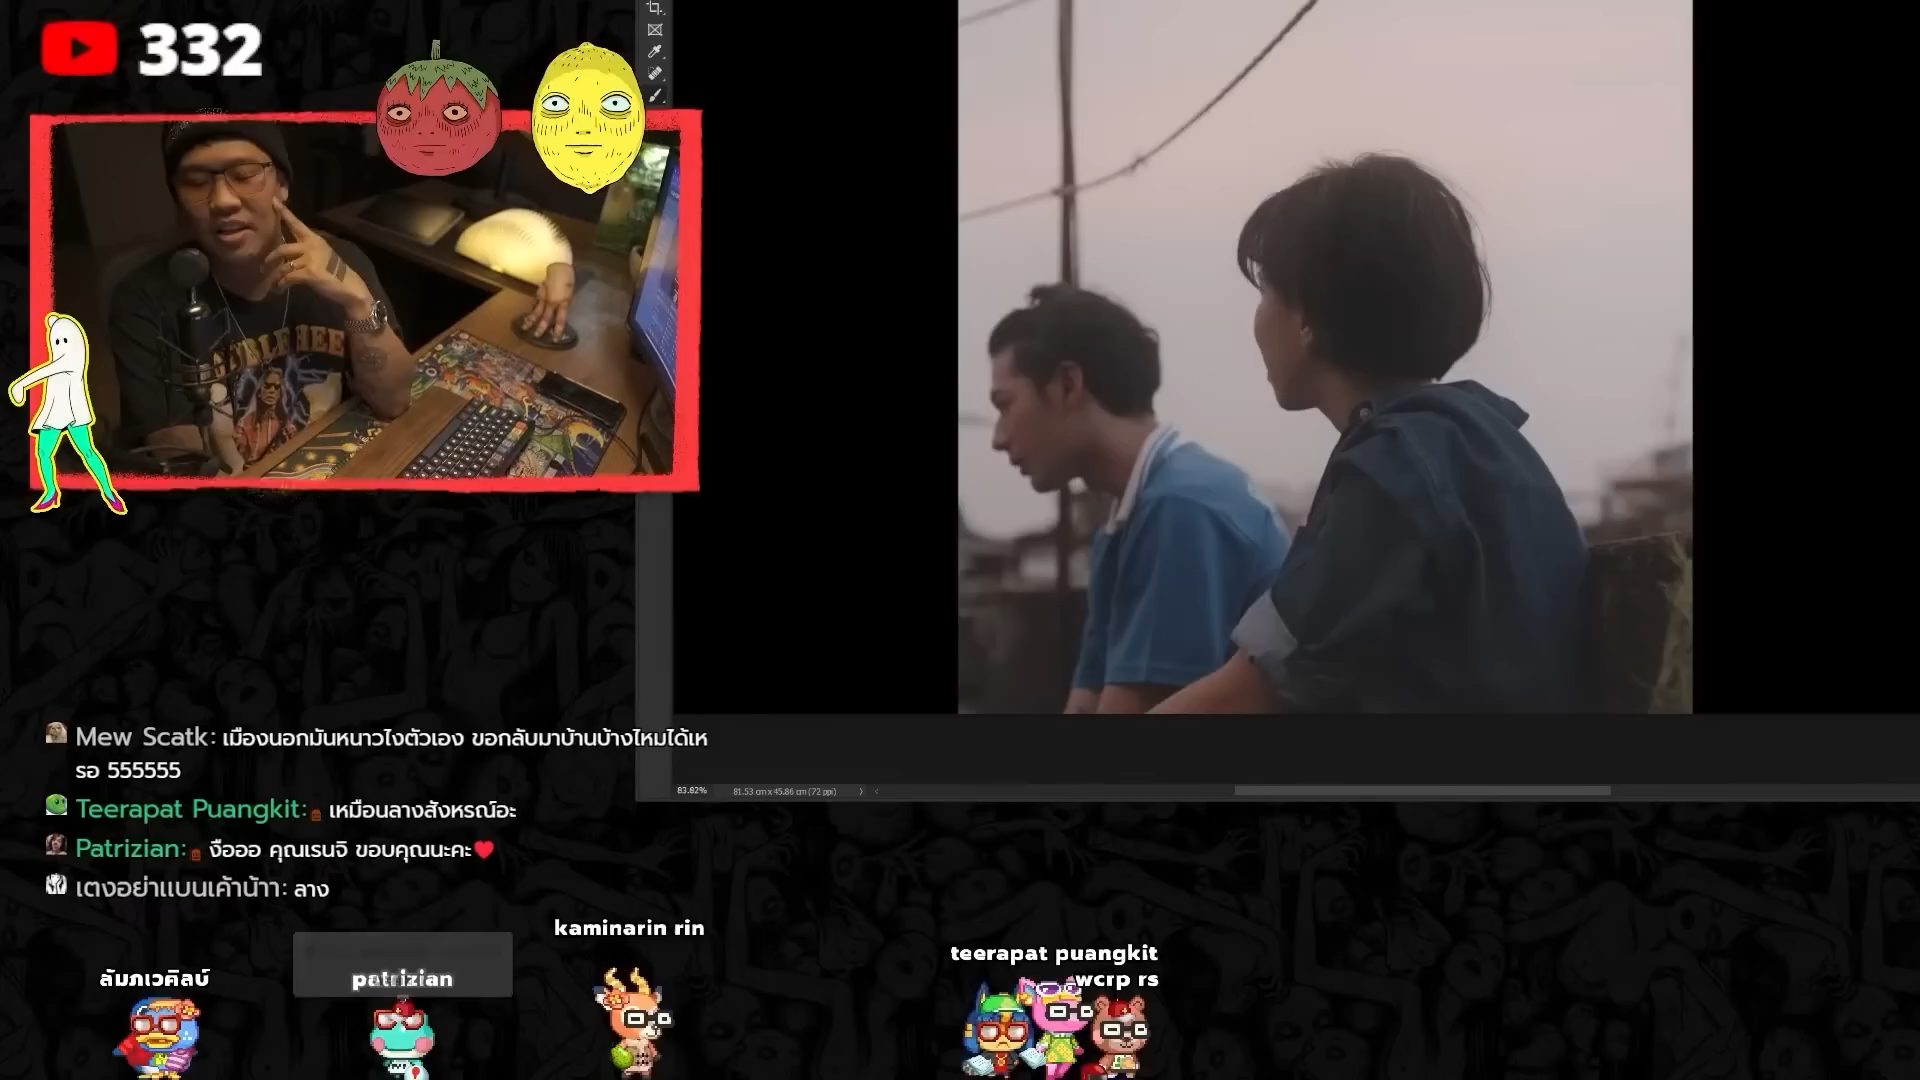 332
Mew Scatk: เมืองนอกมันหนาวไงตัวเอง ขอกลับมาบ้านบ้างไหมได้เห
รอ 555555
Teerapat Puangkit: เหมือนลางสังหรณ์อะ
Patrizian: งือออ คุณเรนจิ ขอบคุณนะคะ❤
เตงอย่าแบนเค้าน้าา: ลาง
83.82%
81.53 cm x 45.86 cm (72 ppi)
kaminarin rin
teerapat puangkit
ลัมภเวศิลป์
patrizian
wcrp rs